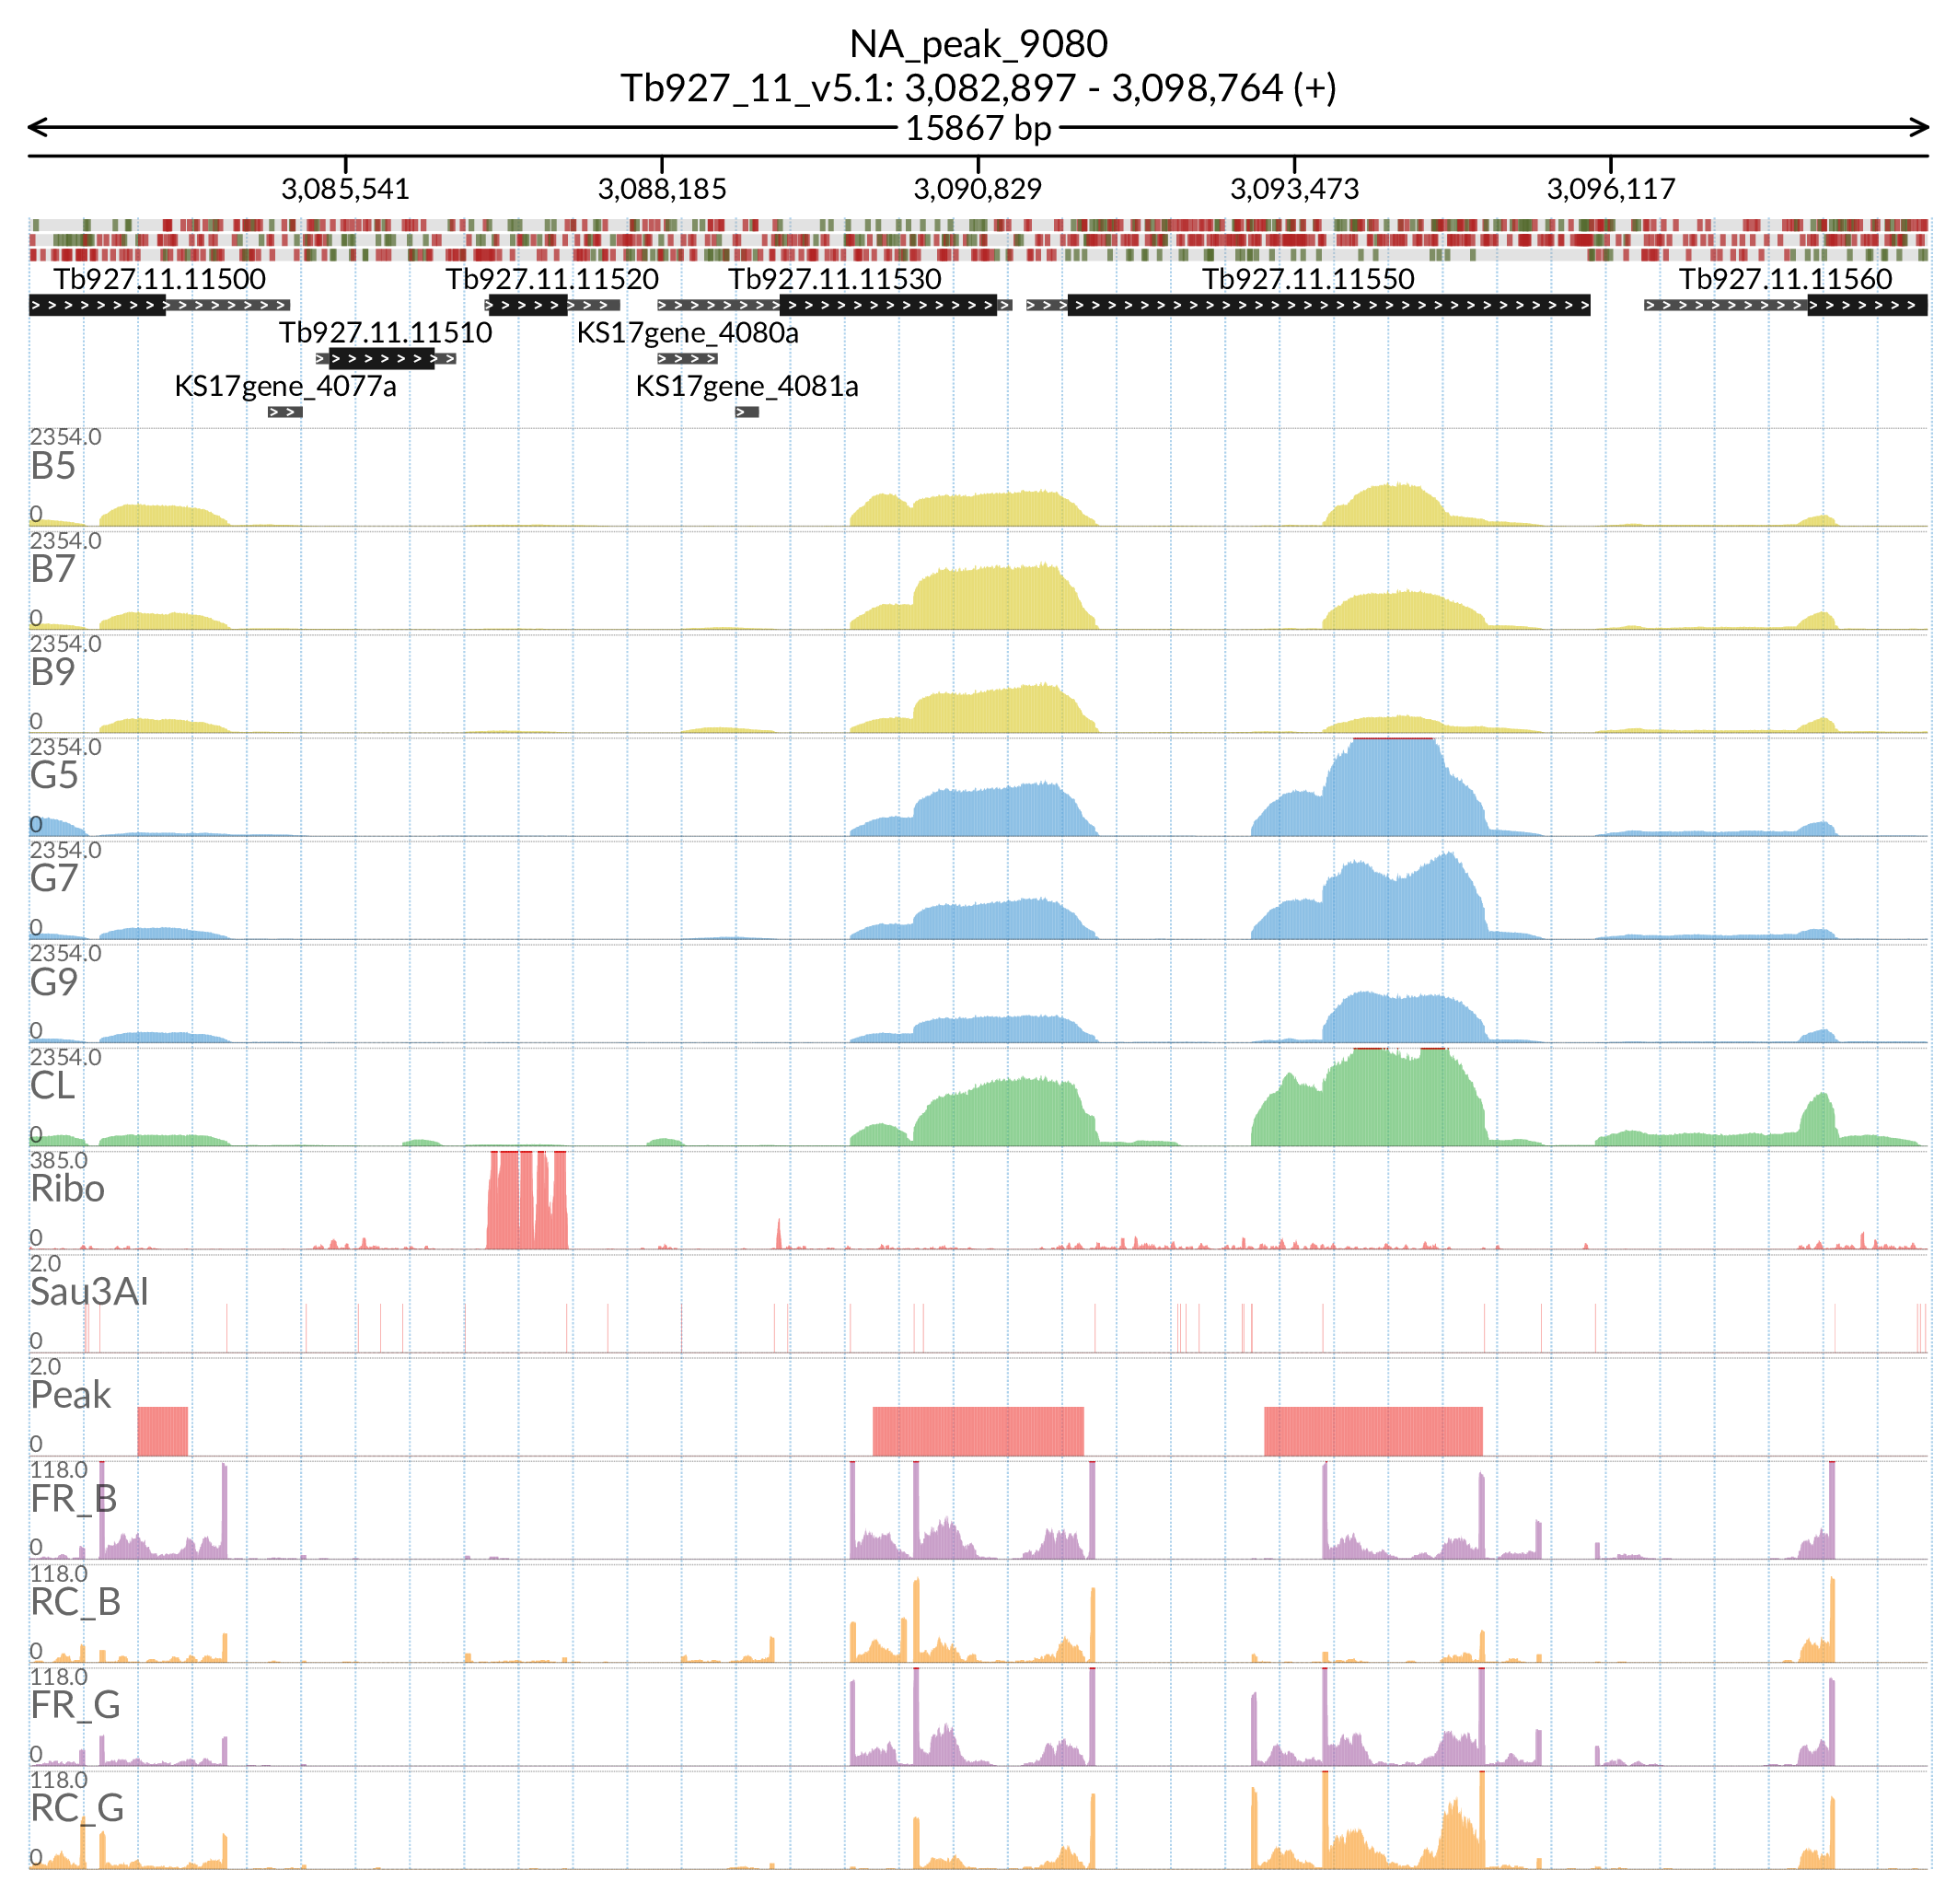 NA_peak_9080
Tb927_11_v5.1: 3,082,897 - 3,098,764 (+)
15867 bp
3,085,541 3,088,185 3,090,829 3,093,473 3,096,117
Tb927.11.11500 Tb927.11.11520 Tb927.11.11530 Tb927.11.11550 Tb927.11.11560
Tb927.11.11510 KS17gene_4080a
KS17gene_4077a KS17gene_4081a
2354.0
B5
0
2354.0
B7
0
2354.0
B9
0
2354.0
G5
0
2354.0
G7
0
2354.0
G9
0
2354.0
CL
0
385.0
Ribo
0
2.0
Sau3AI
0
2.0
Peak
0
118.0
FR_B
0
118.0
RC_B
0
118.0
FR_G
0
118.0
RC_G
0